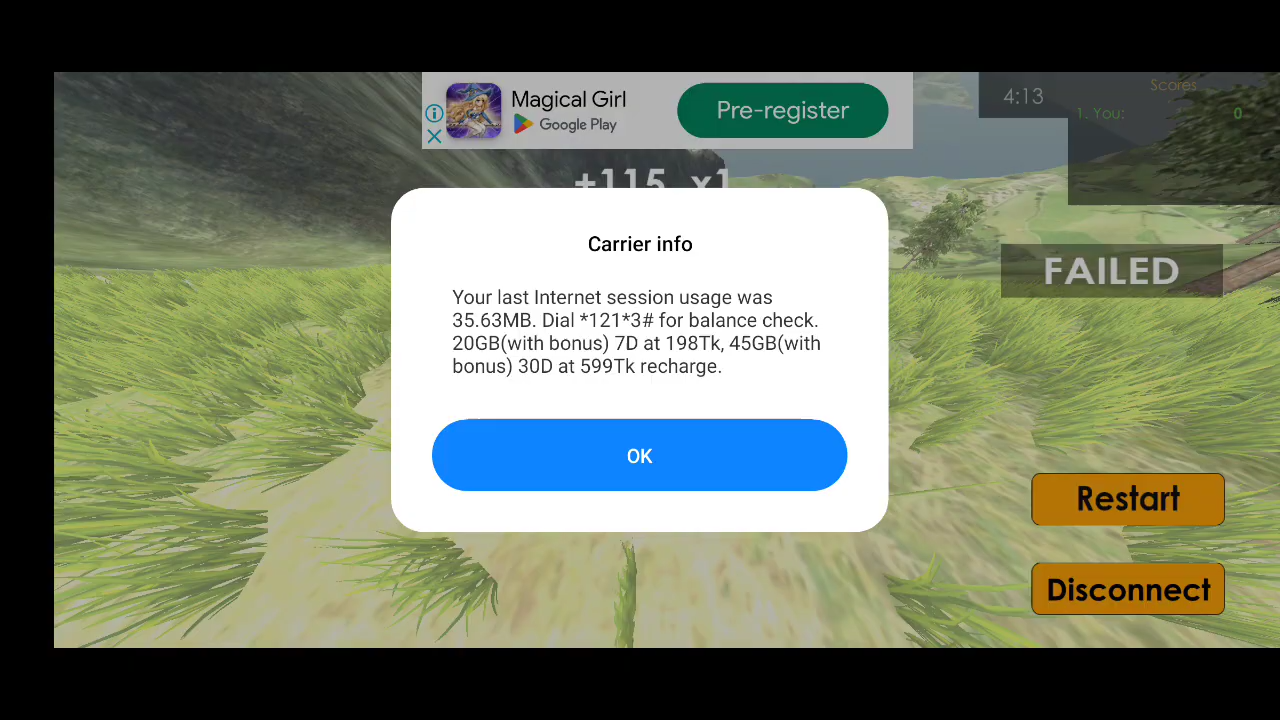 Magical Girl
Google Play
Pre-register
4:13
Scores
1. You: 0
+115 x1
Carrier info
Your last Internet session usage was
35.63MB. Dial *121*3# for balance check.
20GB(with bonus) 7D at 198Tk, 45GB(with
bonus) 30D at 599Tk recharge.
OK
FAILED
Restart
Disconnect